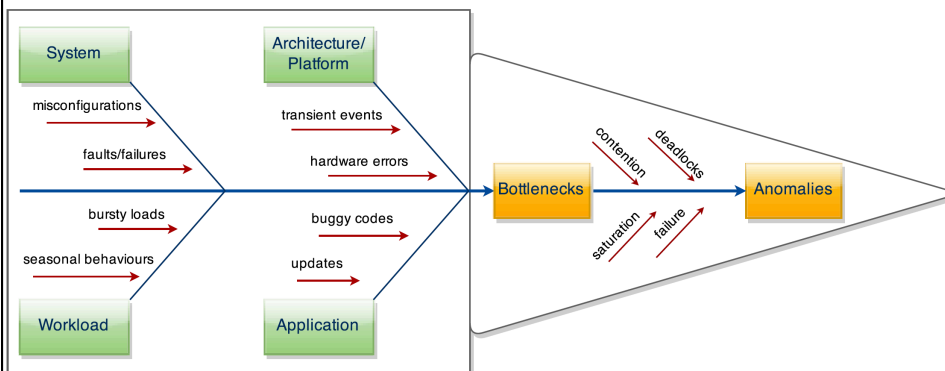 System
Architecture/
Platform
misconfigurations
transient events
faults/failures
hardware errors
contention
deadlocks
Bottlenecks
Anomalies
bursty loads
buggy codes
saturation
failure
seasonal behaviours
updates
Workload
Application